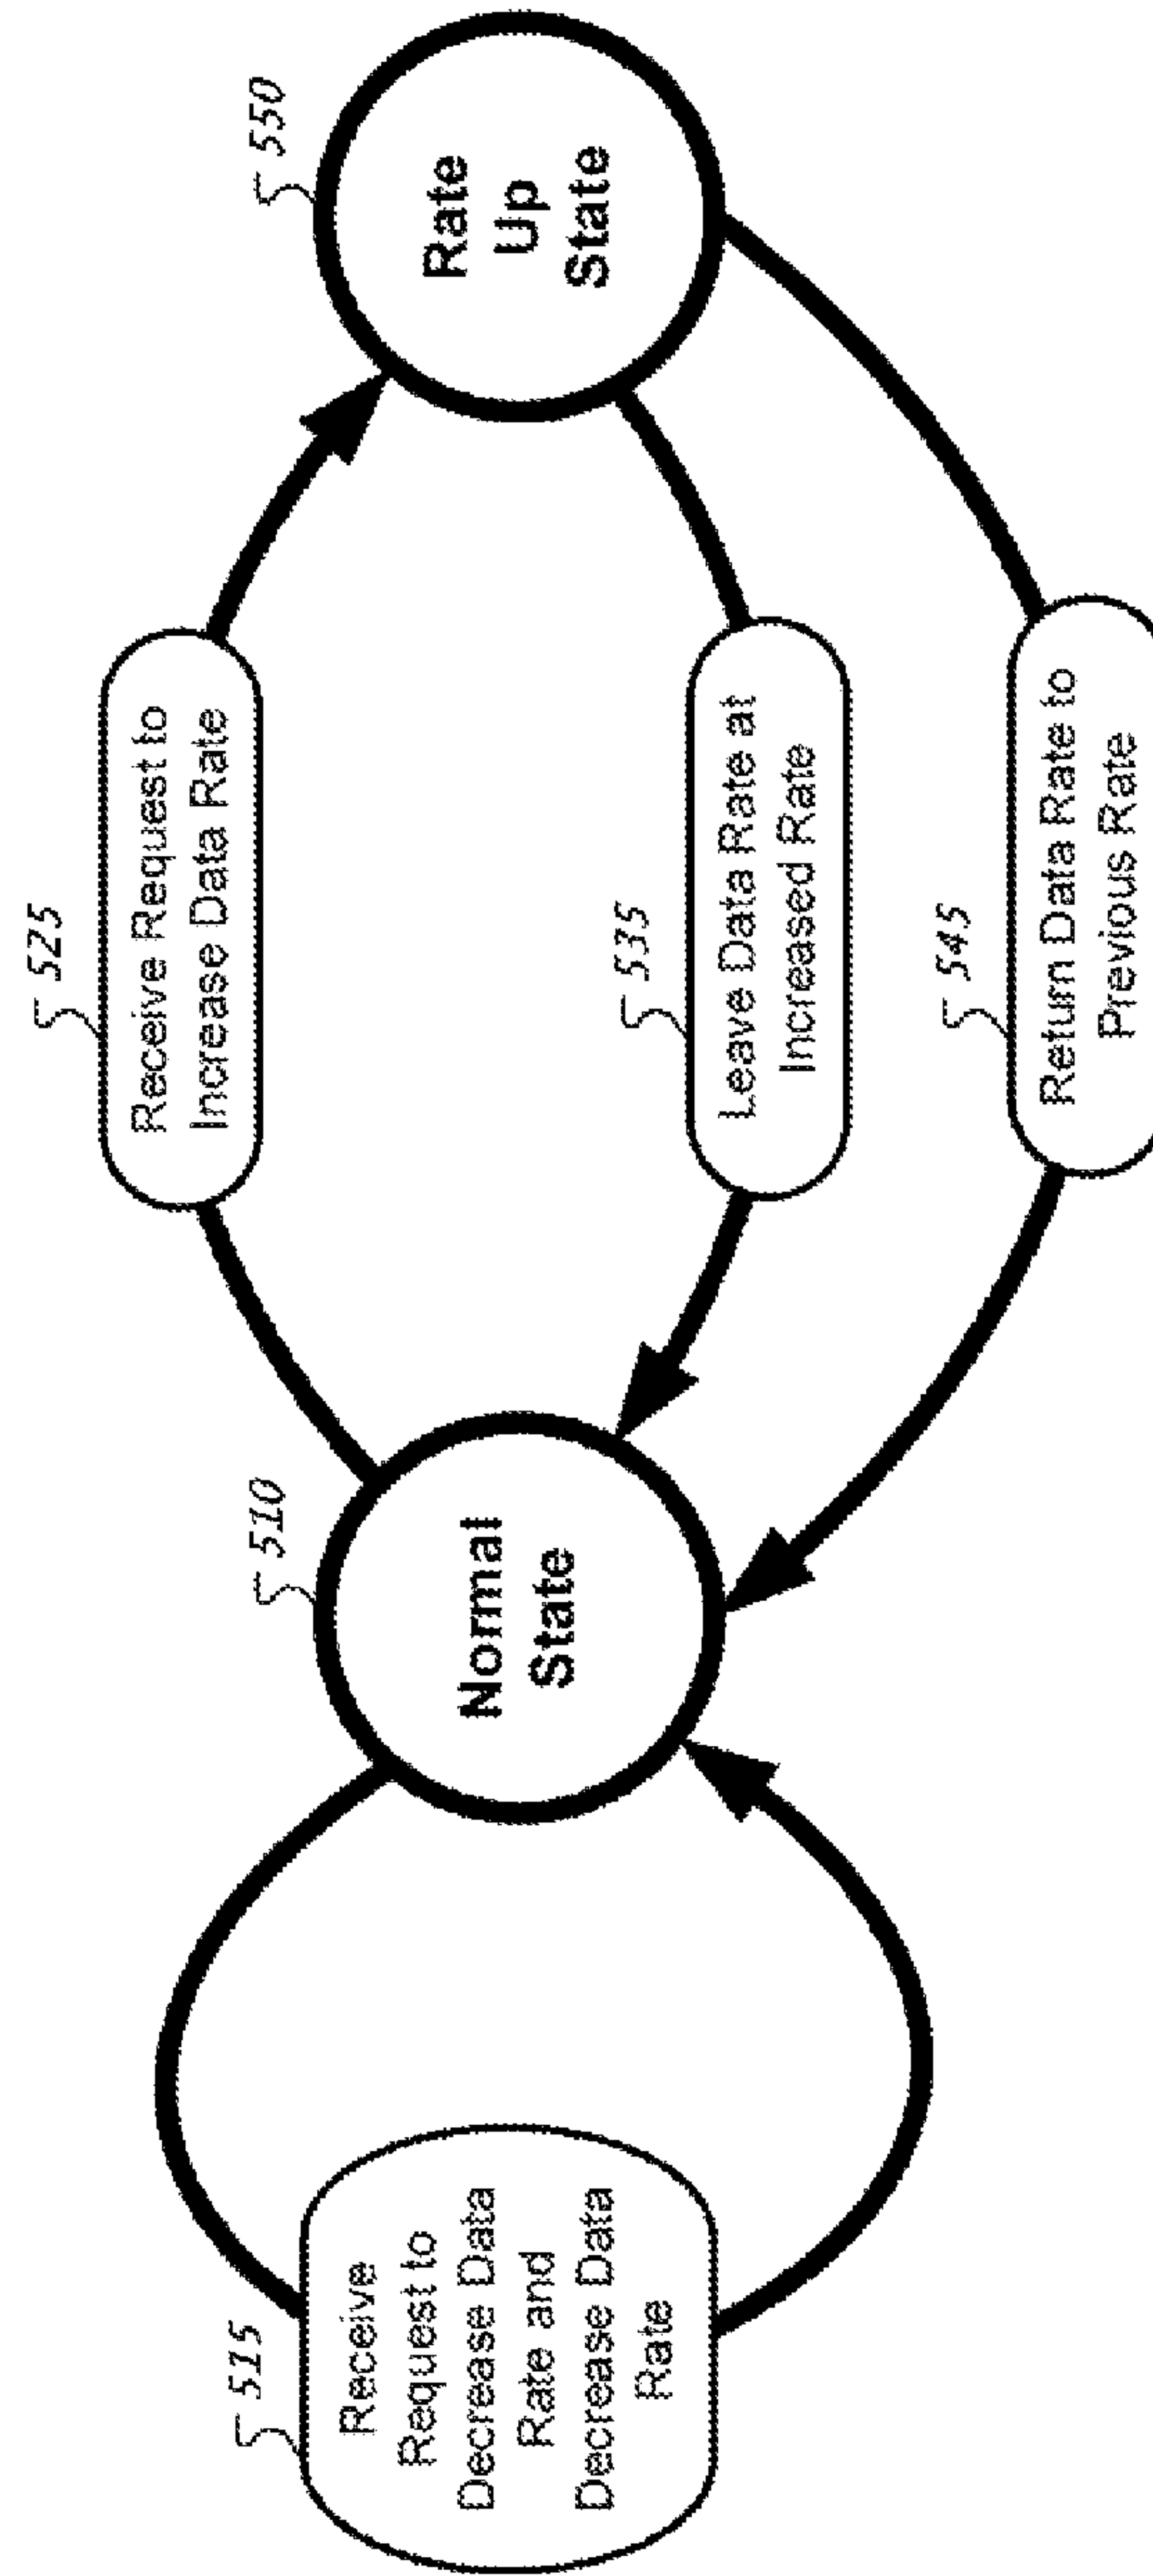 515
Receive
Request to
Decrease Data
Rate and
Decrease Data
Rate
510
Normal
State
525
Receive Request to
Increase Data Rate
535
Leave Data Rate at
Increased Rate
545
Return Data Rate to
Previous Rate
550
Rate
Up
State